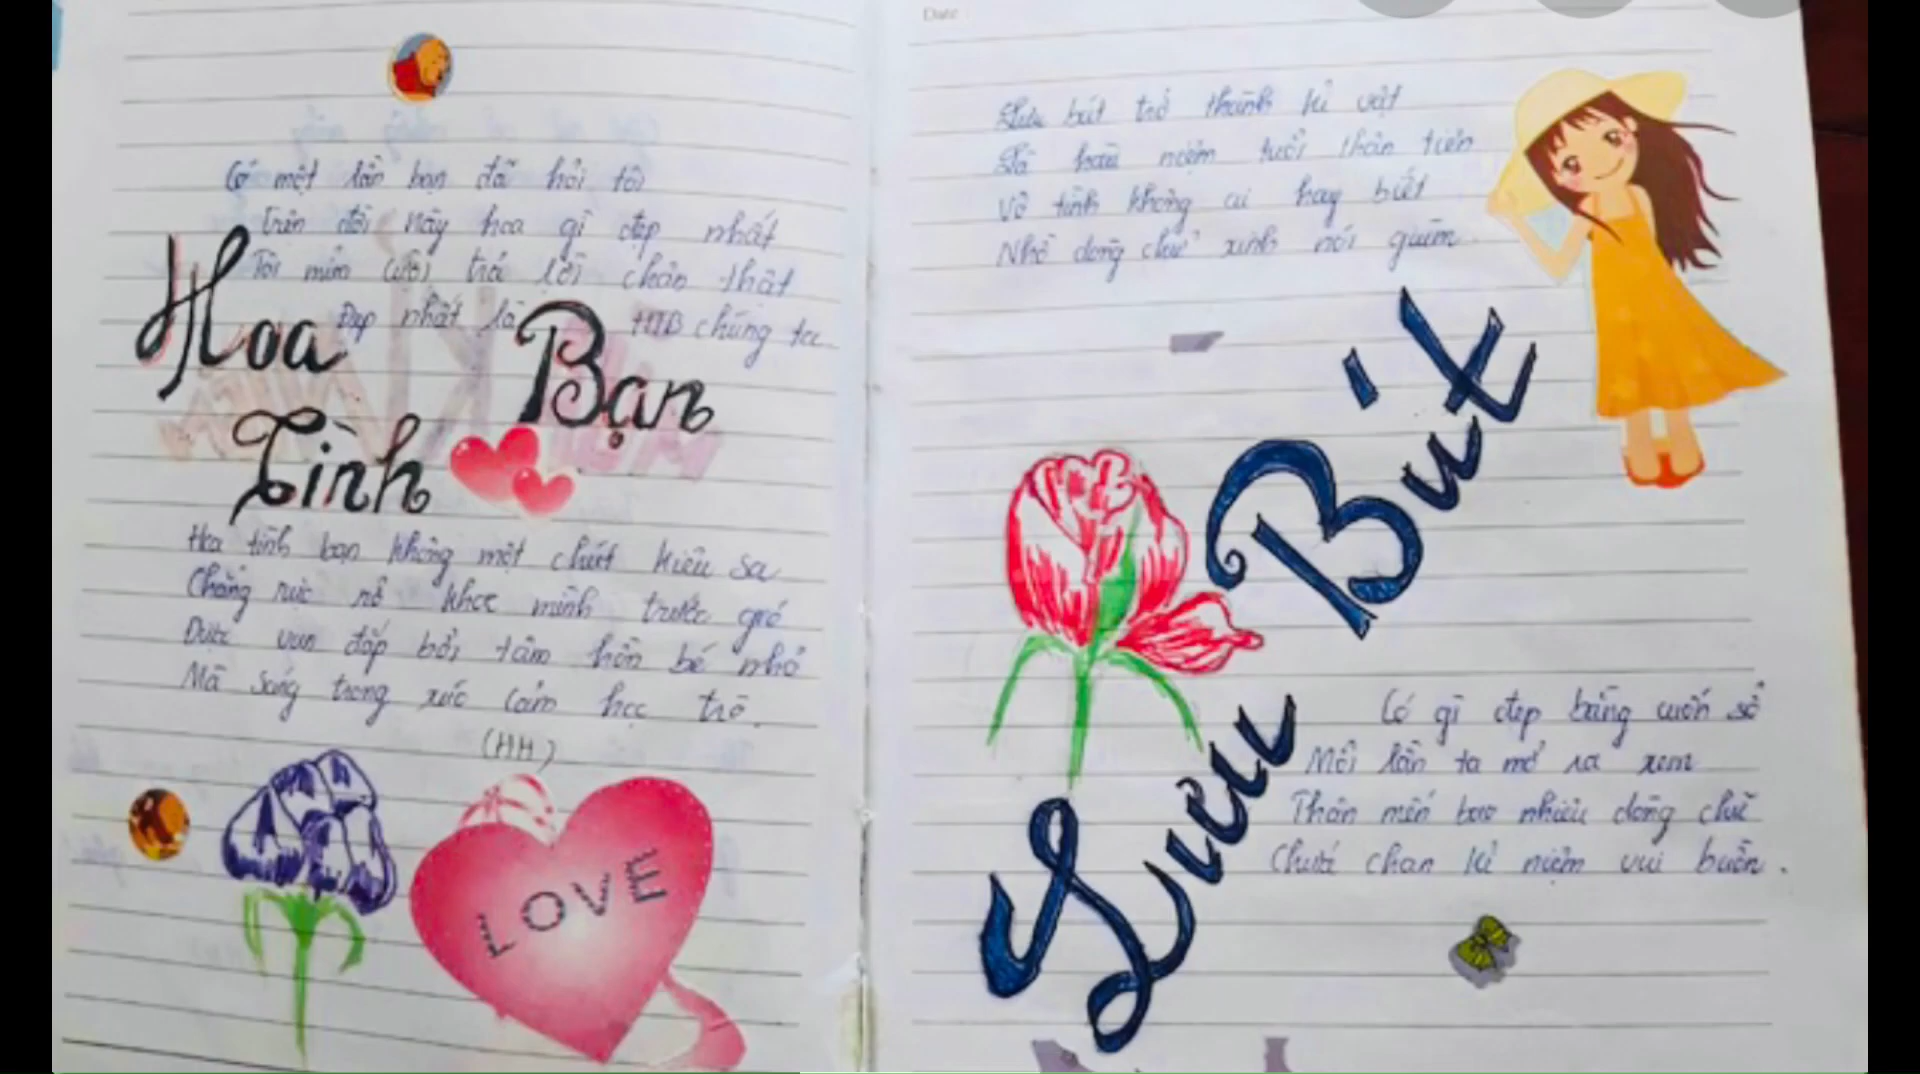 Có một lần bạn đã hỏi tôi
Trên đời này hoa gì đẹp nhất
Tôi mỉm cười trả lời chân thật
Đẹp nhất là HTB chúng ta
Hoa
Tình Bạn
Hoa tình bạn không một chút kiêu sa
Chẳng rực rỡ khoe mình trước gió
Được vun đắp bởi tâm hồn bé nhỏ
Mà sống trong xúc cảm học trò.
(HH)
LOVE
Date
Lưu bút trở thành kỉ vật
Là hoài niệm tuổi thần tiên
Vô tình không ai hay biết
Nhờ dòng chữ xinh nói giùm.
Lưu Bút
Có gì đẹp bằng cuốn sổ
Mỗi lần ta mở ra xem
Thân mến bao nhiêu dòng chữ
Chứa chan kỉ niệm vui buồn.